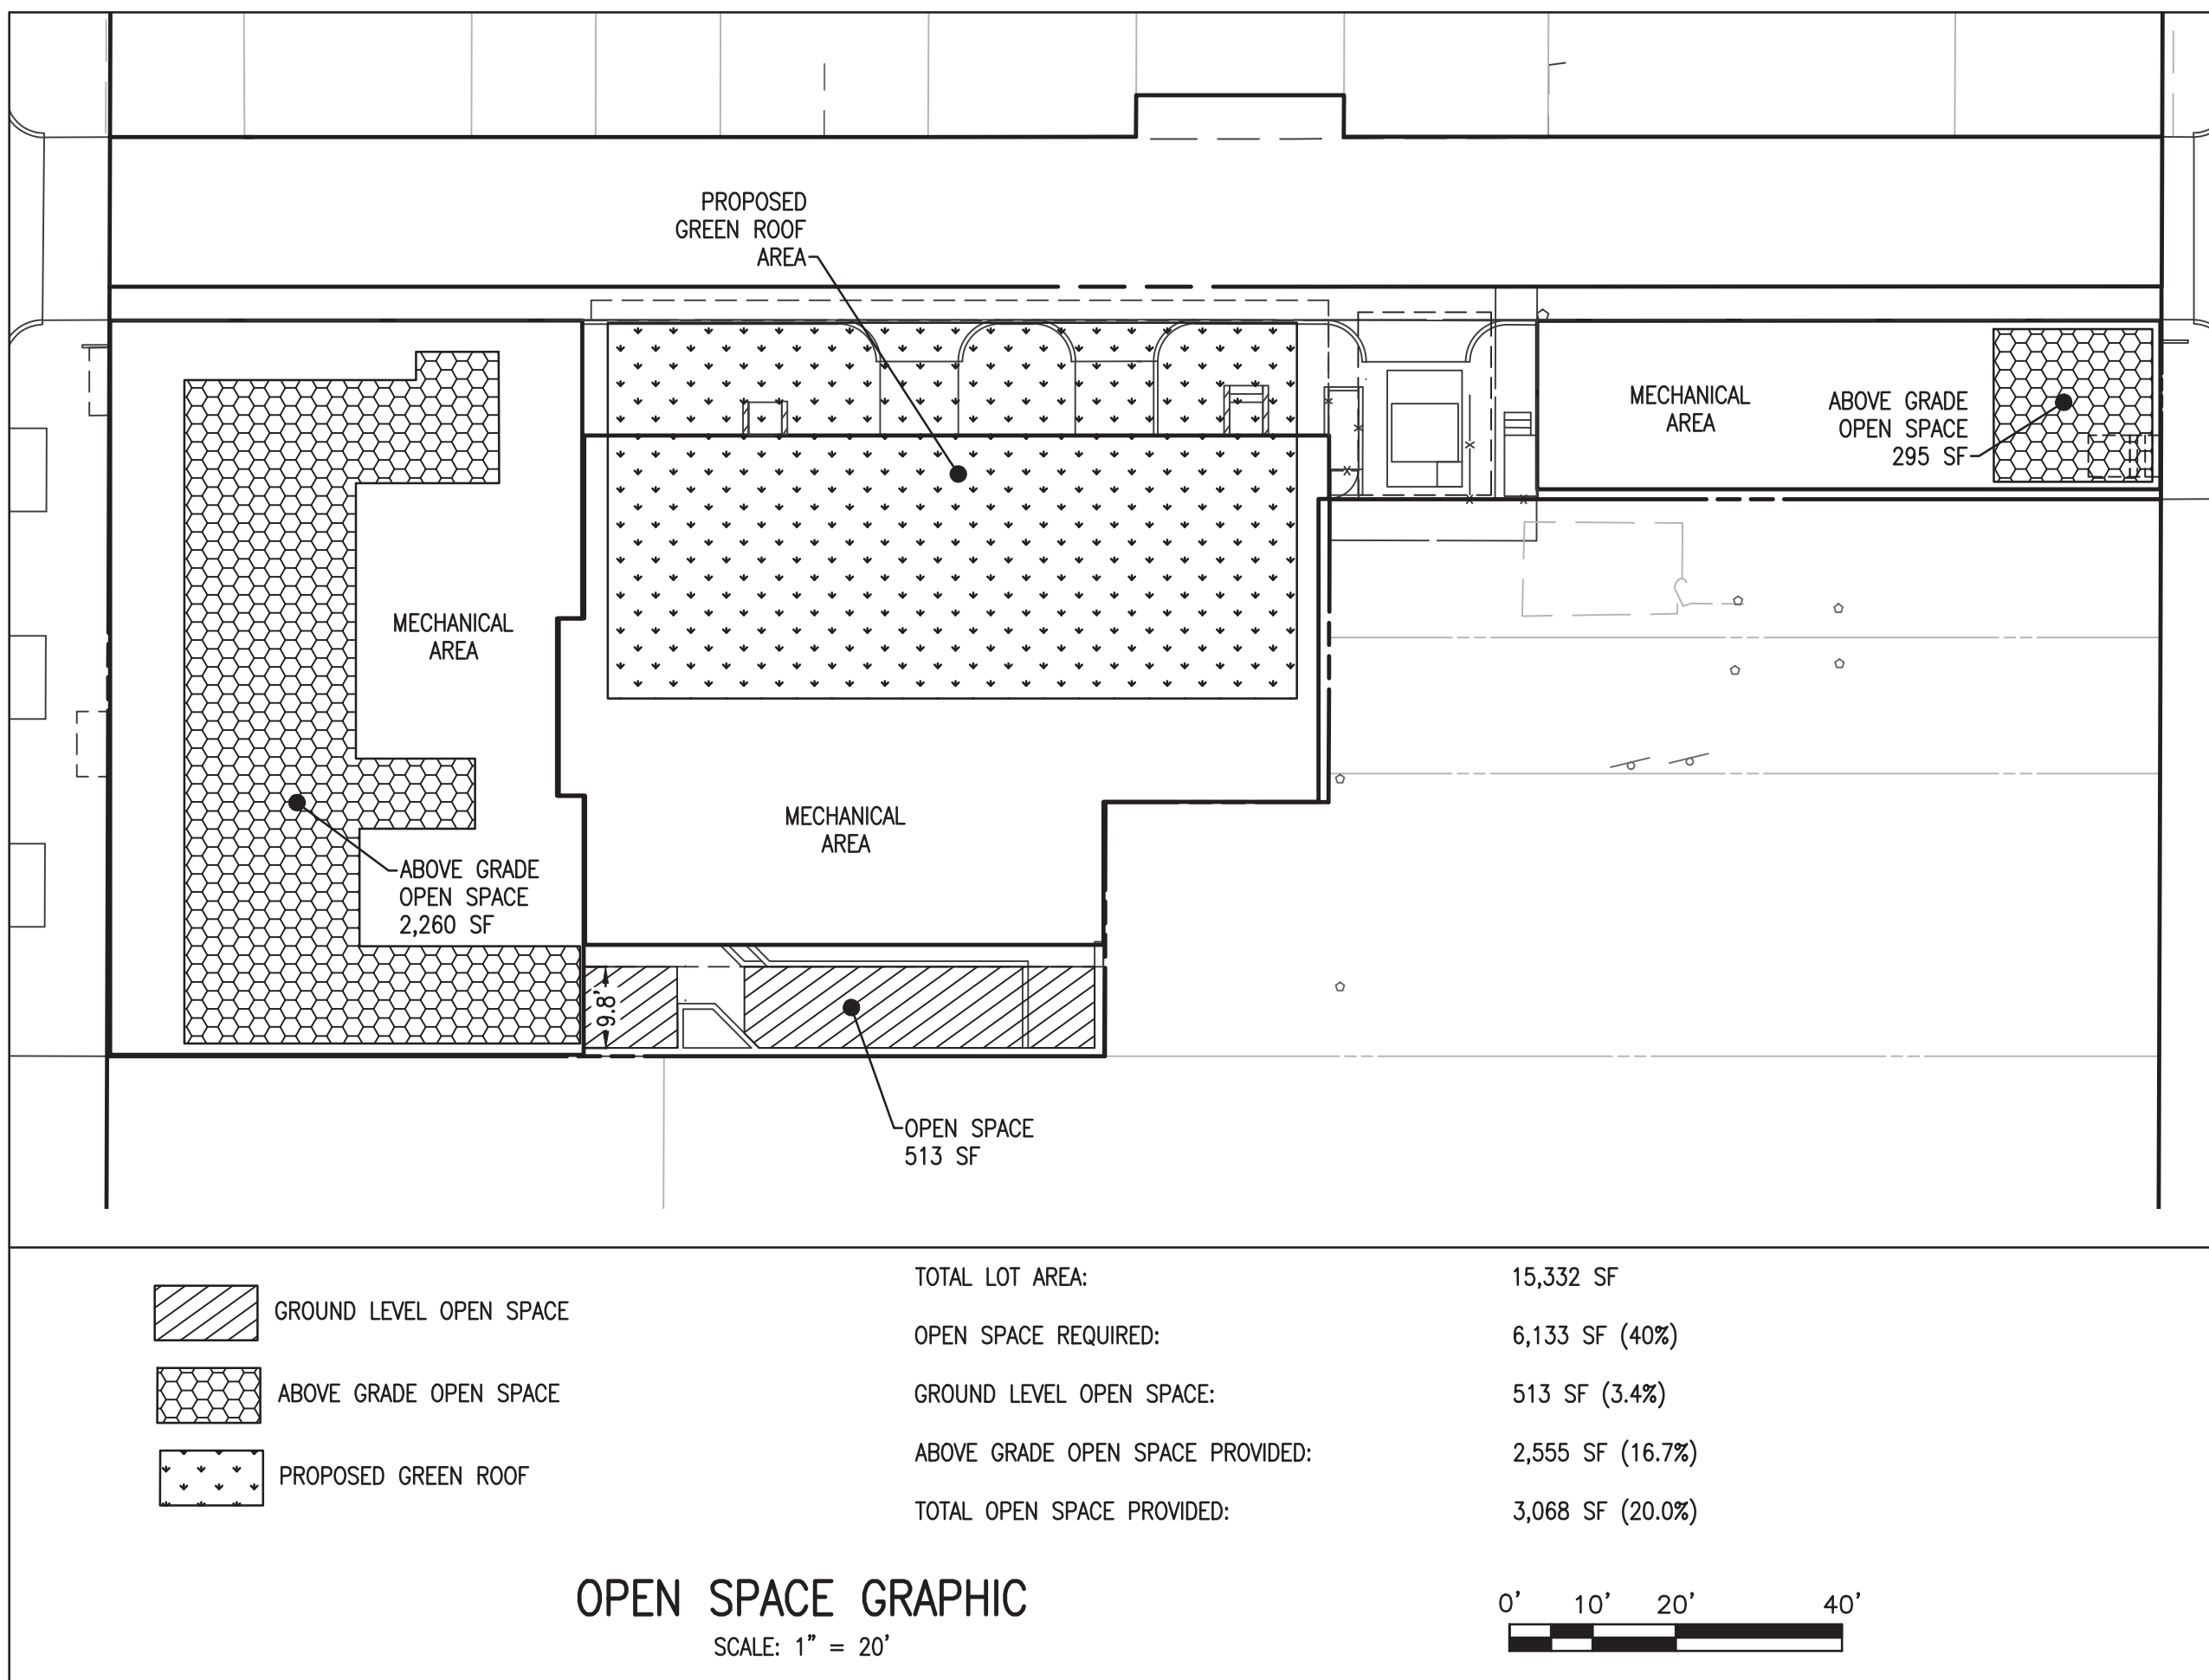 PROPOSED
GREEN ROOF
AREA
MECHANICAL
AREA
ABOVE GRADE
OPEN SPACE
295 SF
MECHANICAL
AREA
MECHANICAL
AREA
ABOVE GRADE
OPEN SPACE
2,260 SF
9.8'
OPEN SPACE
513 SF
GROUND LEVEL OPEN SPACE
ABOVE GRADE OPEN SPACE
PROPOSED GREEN ROOF
TOTAL LOT AREA: 15,332 SF
OPEN SPACE REQUIRED: 6,133 SF (40%)
GROUND LEVEL OPEN SPACE: 513 SF (3.4%)
ABOVE GRADE OPEN SPACE PROVIDED: 2,555 SF (16.7%)
TOTAL OPEN SPACE PROVIDED: 3,068 SF (20.0%)
OPEN SPACE GRAPHIC
SCALE: 1" = 20'
0' 10' 20' 40'